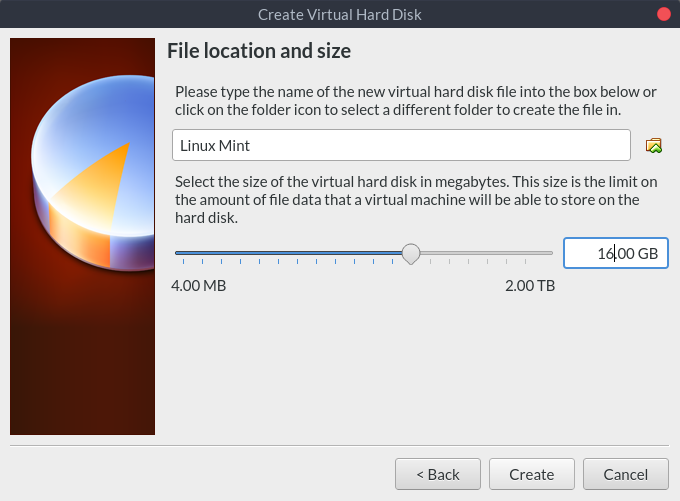 Create Virtual Hard Disk
File location and size
Please type the name of the new virtual hard disk file into the box below or
click on the folder icon to select a different folder to create the file in.
Linux Mint
Select the size of the virtual hard disk in megabytes. This size is the limit on
the amount of file data that a virtual machine will be able to store on the
hard disk.
16.00 GB
4.00 MB 2.00 TB
< Back Create Cancel